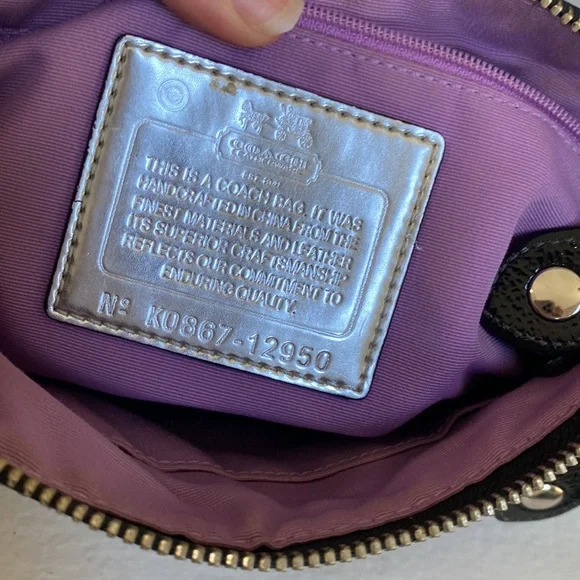 COACH
EST. 1941
THIS IS A COACH BAG. IT WAS
HANDCRAFTED IN CHINA FROM THE
FINEST MATERIALS AND LEATHER
ITS SUPERIOR CRAFTSMANSHIP
REFLECTS OUR COMMITMENT TO
ENDURING QUALITY.
Nº K0867-12950